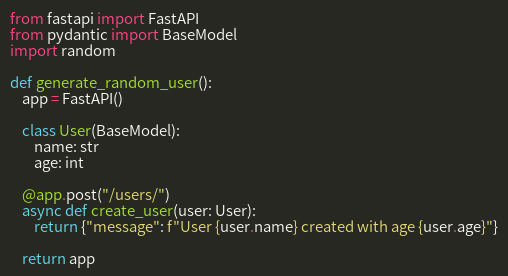 from fastapi import FastAPI
from pydantic import BaseModel
import random

def generate_random_user():
    app = FastAPI()

    class User(BaseModel):
        name: str
        age: int

    @app.post("/users/")
    async def create_user(user: User):
        return {"message": f"User {user.name} created with age {user.age}"}

    return app